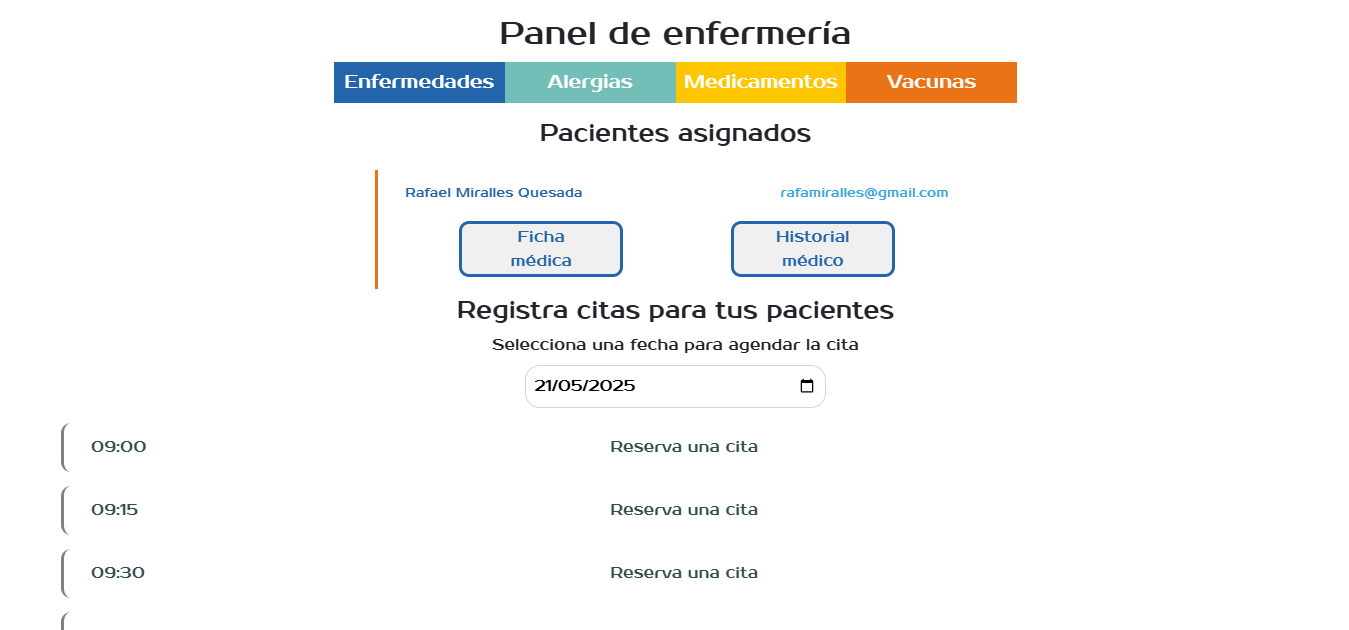 Panel de enfermería
Enfermedades Alergias Medicamentos Vacunas
Pacientes asignados
Rafael Miralles Quesada rafamiralles@gmail.com
Ficha médica Historial médico
Registra citas para tus pacientes
Selecciona una fecha para agendar la cita
21/05/2025
09:00 Reserva una cita
09:15 Reserva una cita
09:30 Reserva una cita